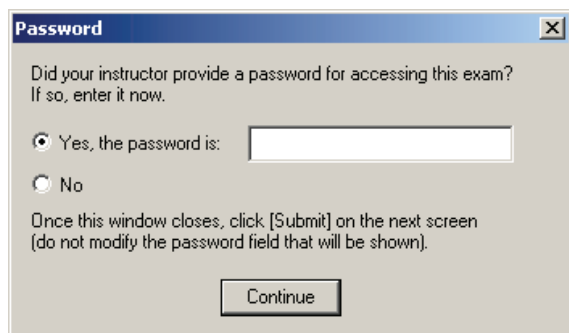 Password
Did your instructor provide a password for accessing this exam?
If so, enter it now.
Yes, the password is:
No
Once this window closes, click [Submit] on the next screen
(do not modify the password field that will be shown).
Continue